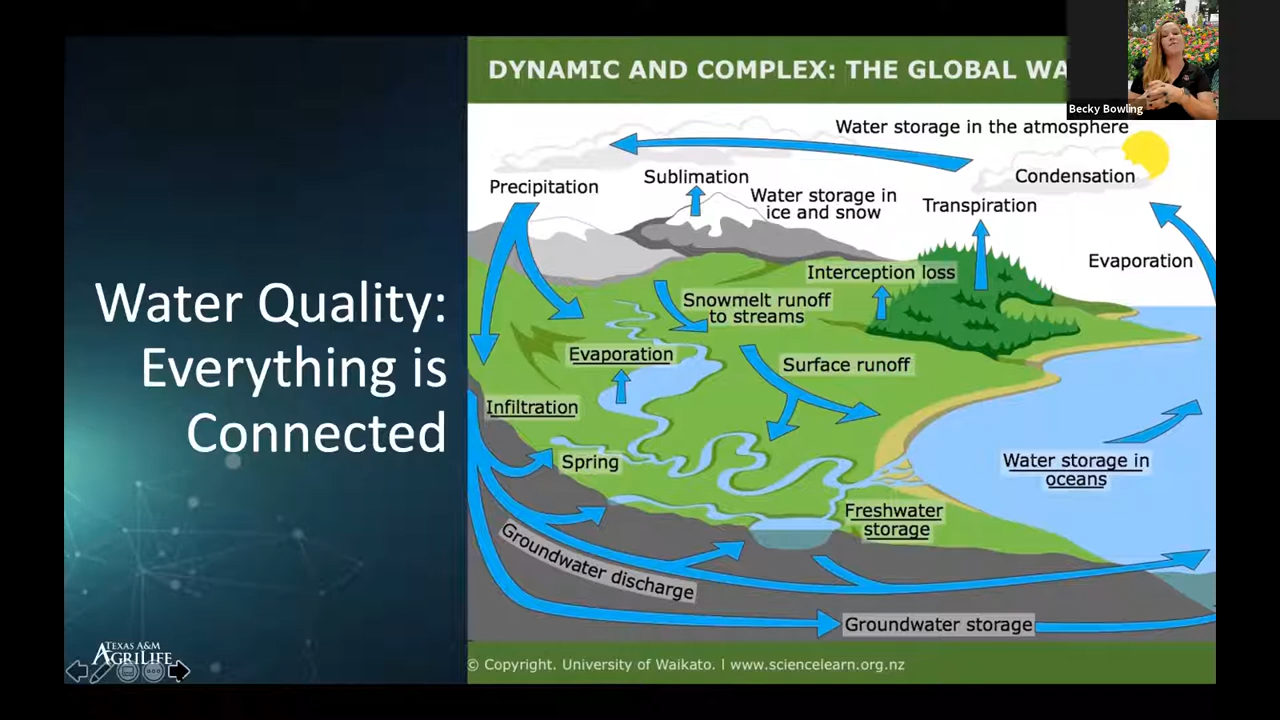 DYNAMIC AND COMPLEX: THE GLOBAL WA
Becky Bowling
Water storage in the atmosphere
Condensation
Precipitation
Sublimation
Water storage in
ice and snow
Transpiration
Evaporation
Interception loss
Snowmelt runoff
to streams
Evaporation
Surface runoff
Infiltration
Spring
Water storage in
oceans
Freshwater
storage
Groundwater discharge
Groundwater storage
Water Quality:
Everything is
Connected
TEXAS A&M
AGRILIFE
© Copyright. University of Waikato. | www.sciencelearn.org.nz